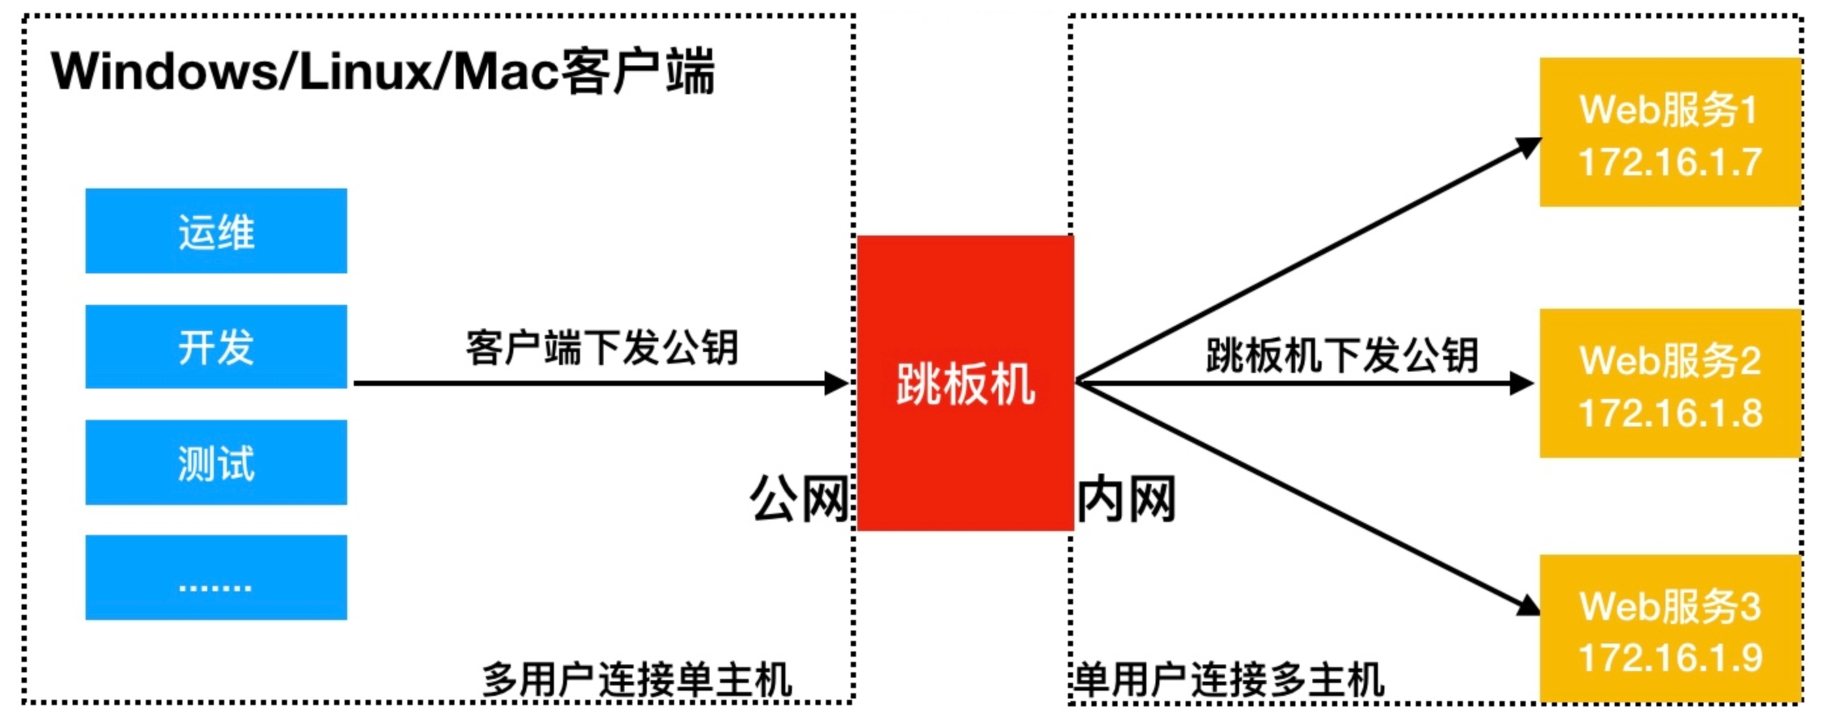 Windows/Linux/Mac客户端
运维
开发
测试
.......
客户端下发公钥
公网
多用户连接单主机
跳板机
内网
跳板机下发公钥
单用户连接多主机
Web服务1
172.16.1.7
Web服务2
172.16.1.8
Web服务3
172.16.1.9